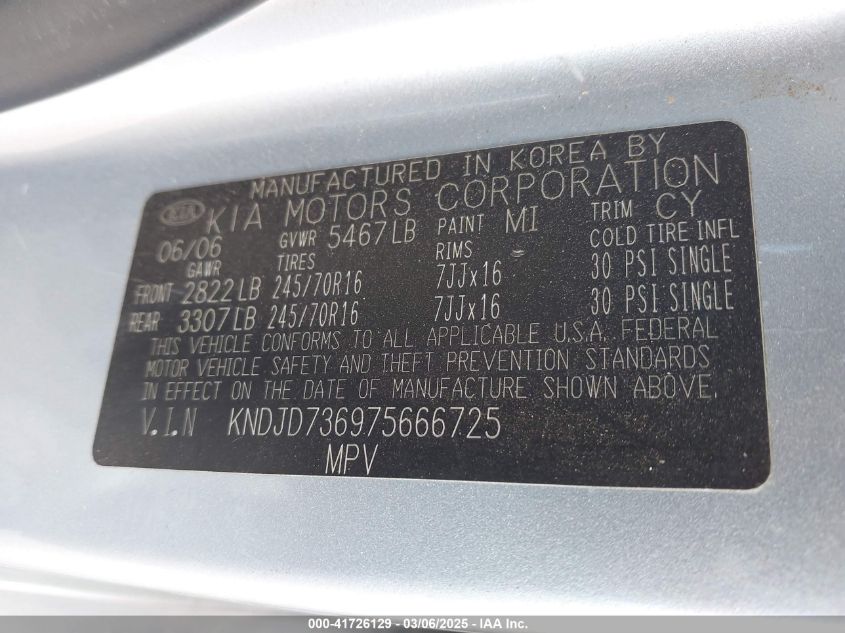 MANUFACTURED IN KOREA BY
KIA KIA MOTORS CORPORATION
06/06 GVWR 5467LB PAINT MI TRIM CY
GAWR TIRES RIMS COLD TIRE INFL
FRONT 2822LB 245/70R16 7JJx16 30 PSI SINGLE
REAR 3307LB 245/70R16 7JJx16 30 PSI SINGLE
THIS VEHICLE CONFORMS TO ALL APPLICABLE U.S.A. FEDERAL
MOTOR VEHICLE SAFETY AND THEFT PREVENTION STANDARDS
IN EFFECT ON THE DATE OF MANUFACTURE SHOWN ABOVE.
V.I.N KNDJD736975666725
MPV
000-41726129 - 03/06/2025 - IAA Inc.